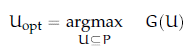 U_opt = argmax G(U)
U⊆P